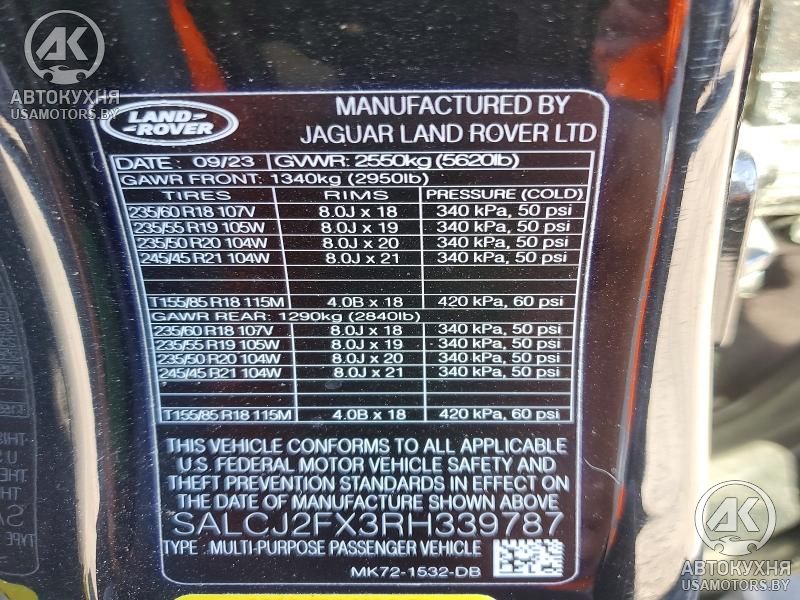 AK
АВТОКУХНЯ
USAMOTORS.BY
LAND-
-ROVER
MANUFACTURED BY
JAGUAR LAND ROVER LTD
DATE: 09/23 GVWR: 2550kg (5620lb)
GAWR FRONT: 1340kg (2950lb)
TIRES RIMS PRESSURE (COLD)
235/60 R18 107V 8.0J x 18 340 kPa, 50 psi
235/55 R19 105W 8.0J x 19 340 kPa, 50 psi
235/50 R20 104W 8.0J x 20 340 kPa, 50 psi
245/45 R21 104W 8.0J x 21 340 kPa, 50 psi
T155/85 R18 115M 4.0B x 18 420 kPa, 60 psi
GAWR REAR: 1290kg (2840lb)
235/60 R18 107V 8.0J x 18 340 kPa, 50 psi
235/55 R19 105W 8.0J x 19 340 kPa, 50 psi
235/50 R20 104W 8.0J x 20 340 kPa, 50 psi
245/45 R21 104W 8.0J x 21 340 kPa, 50 psi
T155/85 R18 115M 4.0B x 18 420 kPa, 60 psi
THIS VEHICLE CONFORMS TO ALL APPLICABLE
U.S. FEDERAL MOTOR VEHICLE SAFETY AND
THEFT PREVENTION STANDARDS IN EFFECT ON
THE DATE OF MANUFACTURE SHOWN ABOVE
SALCJ2FX3RH339787
TYPE: MULTI-PURPOSE PASSENGER VEHICLE
MK72-1532-DB
AK
АВТОКУХНЯ
USAMOTORS.BY